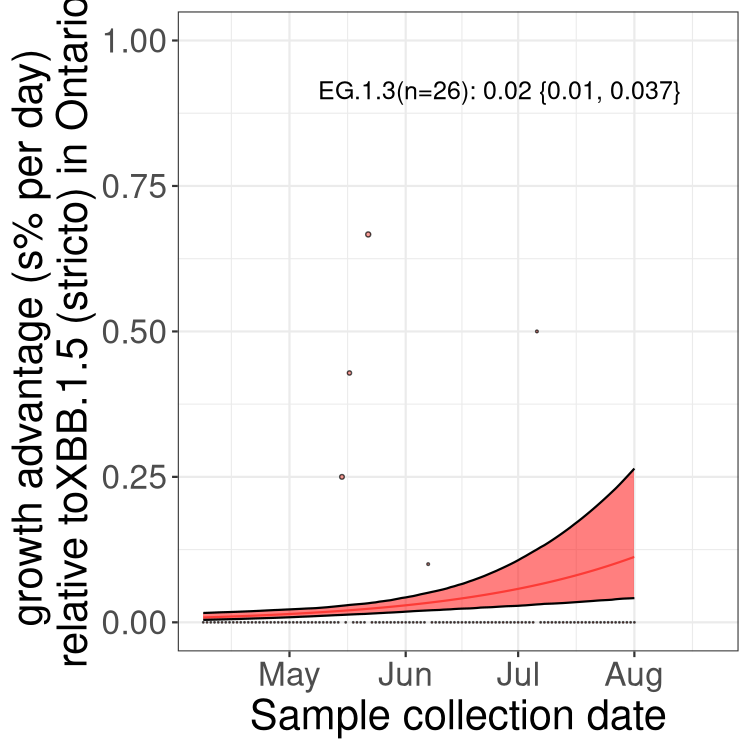 growth advantage (s% per day)
relative toXBB.1.5 (stricto) in Ontario
1.00
0.75
0.50
0.25
0.00
EG.1.3(n=26): 0.02 {0.01, 0.037}
May Jun Jul Aug
Sample collection date